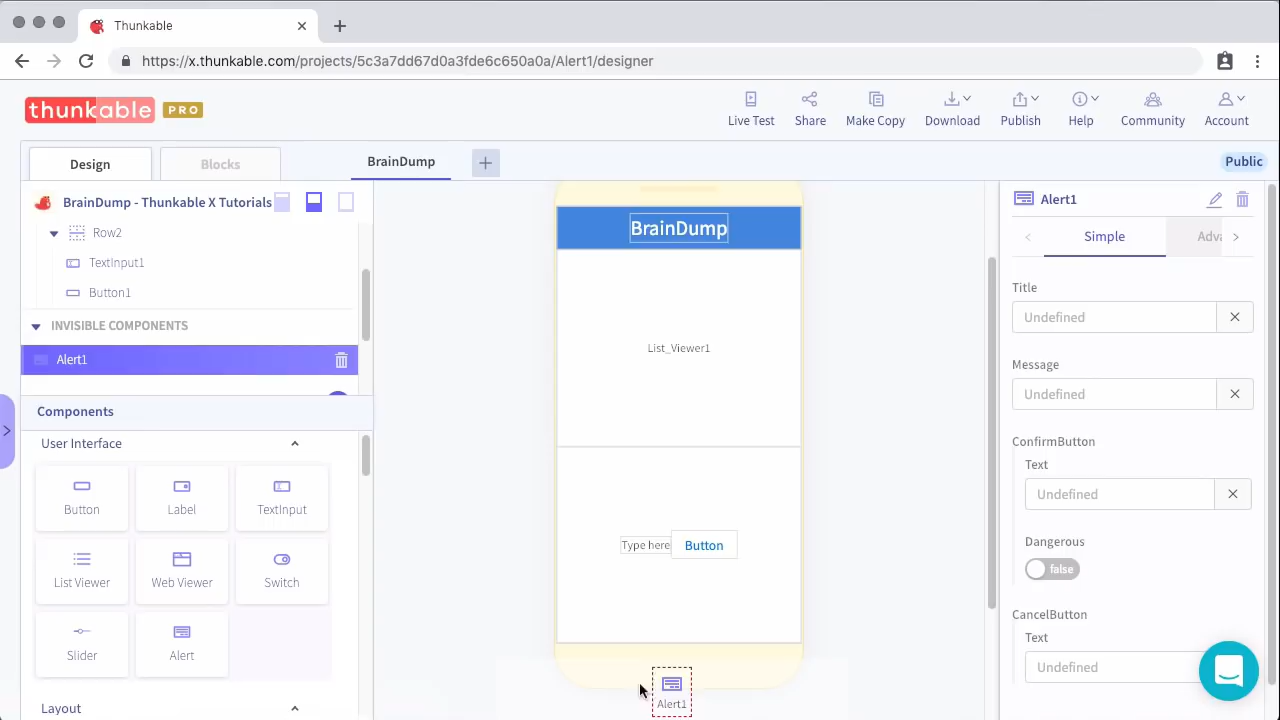 Thunkable
https://x.thunkable.com/projects/5c3a7dd67d0a3fde6c650a0a/Alert1/designer
thunkable PRO
Live Test
Share
Make Copy
Download
Publish
Help
Community
Account
Design
Blocks
BrainDump
Public
BrainDump - Thunkable X Tutorials
Row2
TextInput1
Button1
INVISIBLE COMPONENTS
Alert1
Components
User Interface
Button
Label
TextInput
List Viewer
Web Viewer
Switch
Slider
Alert
Layout
BrainDump
List_Viewer1
Type here
Button
Alert1
Alert1
Simple
Adva
Title
Undefined
Message
Undefined
ConfirmButton
Text
Undefined
Dangerous
false
CancelButton
Text
Undefined